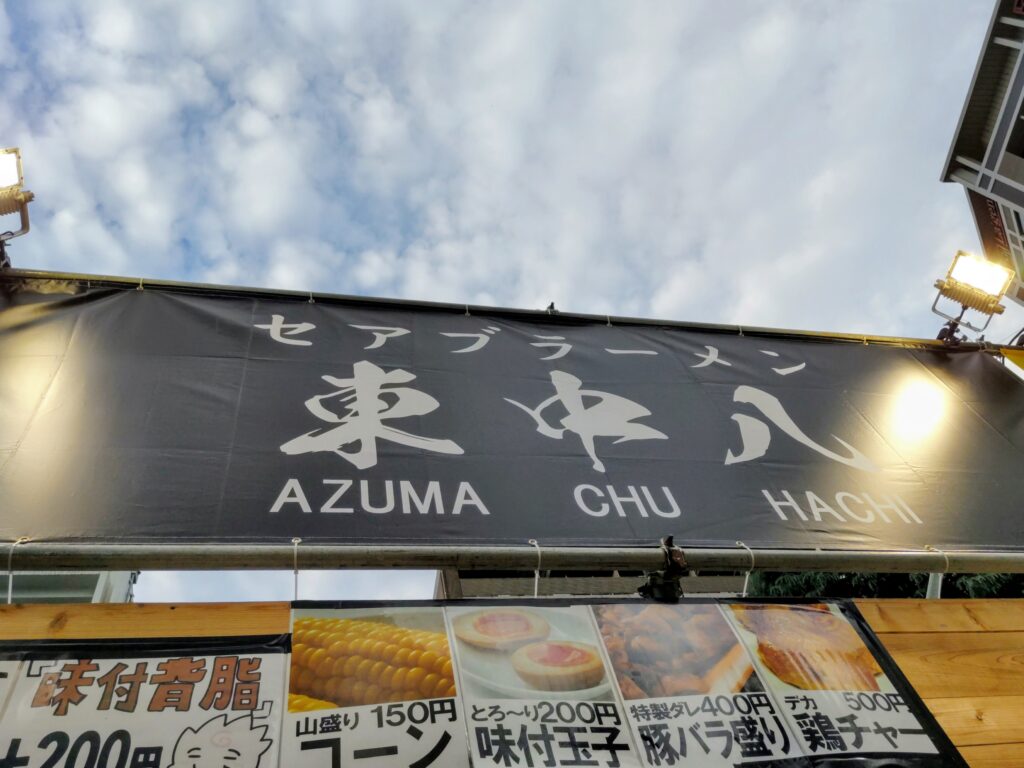 セアブラーメン
東中八
AZUMA CHU HACHI
『味付背脂
+200円
山盛り 150円
コーン
とろ〜り200円
味付玉子
特製ダレ400円
豚バラ盛り
デカ 500円
鶏チャー